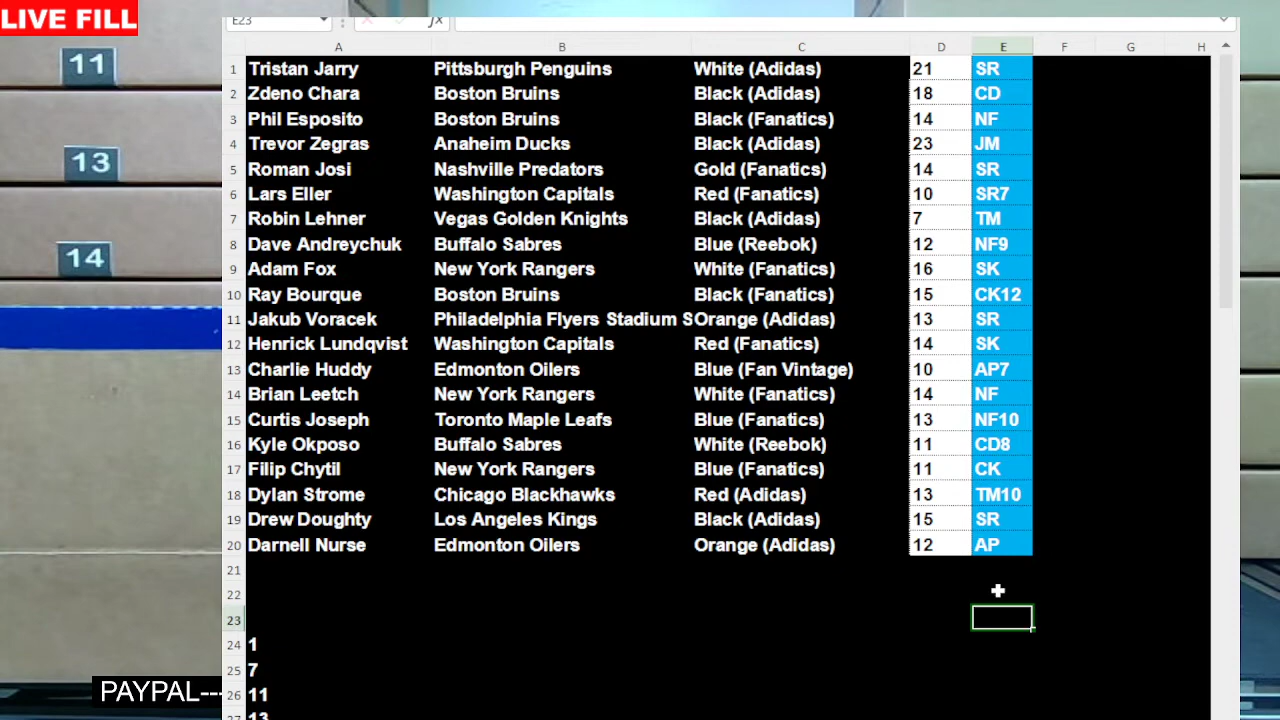 LIVE FILL
11
13
14
E23
fx
A B C D E F G H
1 Tristan Jarry Pittsburgh Penguins White (Adidas) 21 SR
2 Zdeno Chara Boston Bruins Black (Adidas) 18 CD
3 Phil Esposito Boston Bruins Black (Fanatics) 14 NF
4 Trevor Zegras Anaheim Ducks Black (Adidas) 23 JM
5 Roman Josi Nashville Predators Gold (Fanatics) 14 SR
6 Lars Eller Washington Capitals Red (Fanatics) 10 SR7
7 Robin Lehner Vegas Golden Knights Black (Adidas) 7 TM
8 Dave Andreychuk Buffalo Sabres Blue (Reebok) 12 NF9
9 Adam Fox New York Rangers White (Fanatics) 16 SK
10 Ray Bourque Boston Bruins Black (Fanatics) 15 CK12
11 Jakub Voracek Philadelphia Flyers Stadium S Orange (Adidas) 13 SR
12 Henrick Lundqvist Washington Capitals Red (Fanatics) 14 SK
13 Charlie Huddy Edmonton Oilers Blue (Fan Vintage) 10 AP7
14 Brian Leetch New York Rangers White (Fanatics) 14 NF
15 Curtis Joseph Toronto Maple Leafs Blue (Fanatics) 13 NF10
16 Kyle Okposo Buffalo Sabres White (Reebok) 11 CD8
17 Filip Chytil New York Rangers Blue (Fanatics) 11 CK
18 Dylan Strome Chicago Blackhawks Red (Adidas) 13 TM10
19 Drew Doughty Los Angeles Kings Black (Adidas) 15 SR
20 Darnell Nurse Edmonton Oilers Orange (Adidas) 12 AP
21
22
23
24 1
25 7
26 11
27 13
PAYPAL---